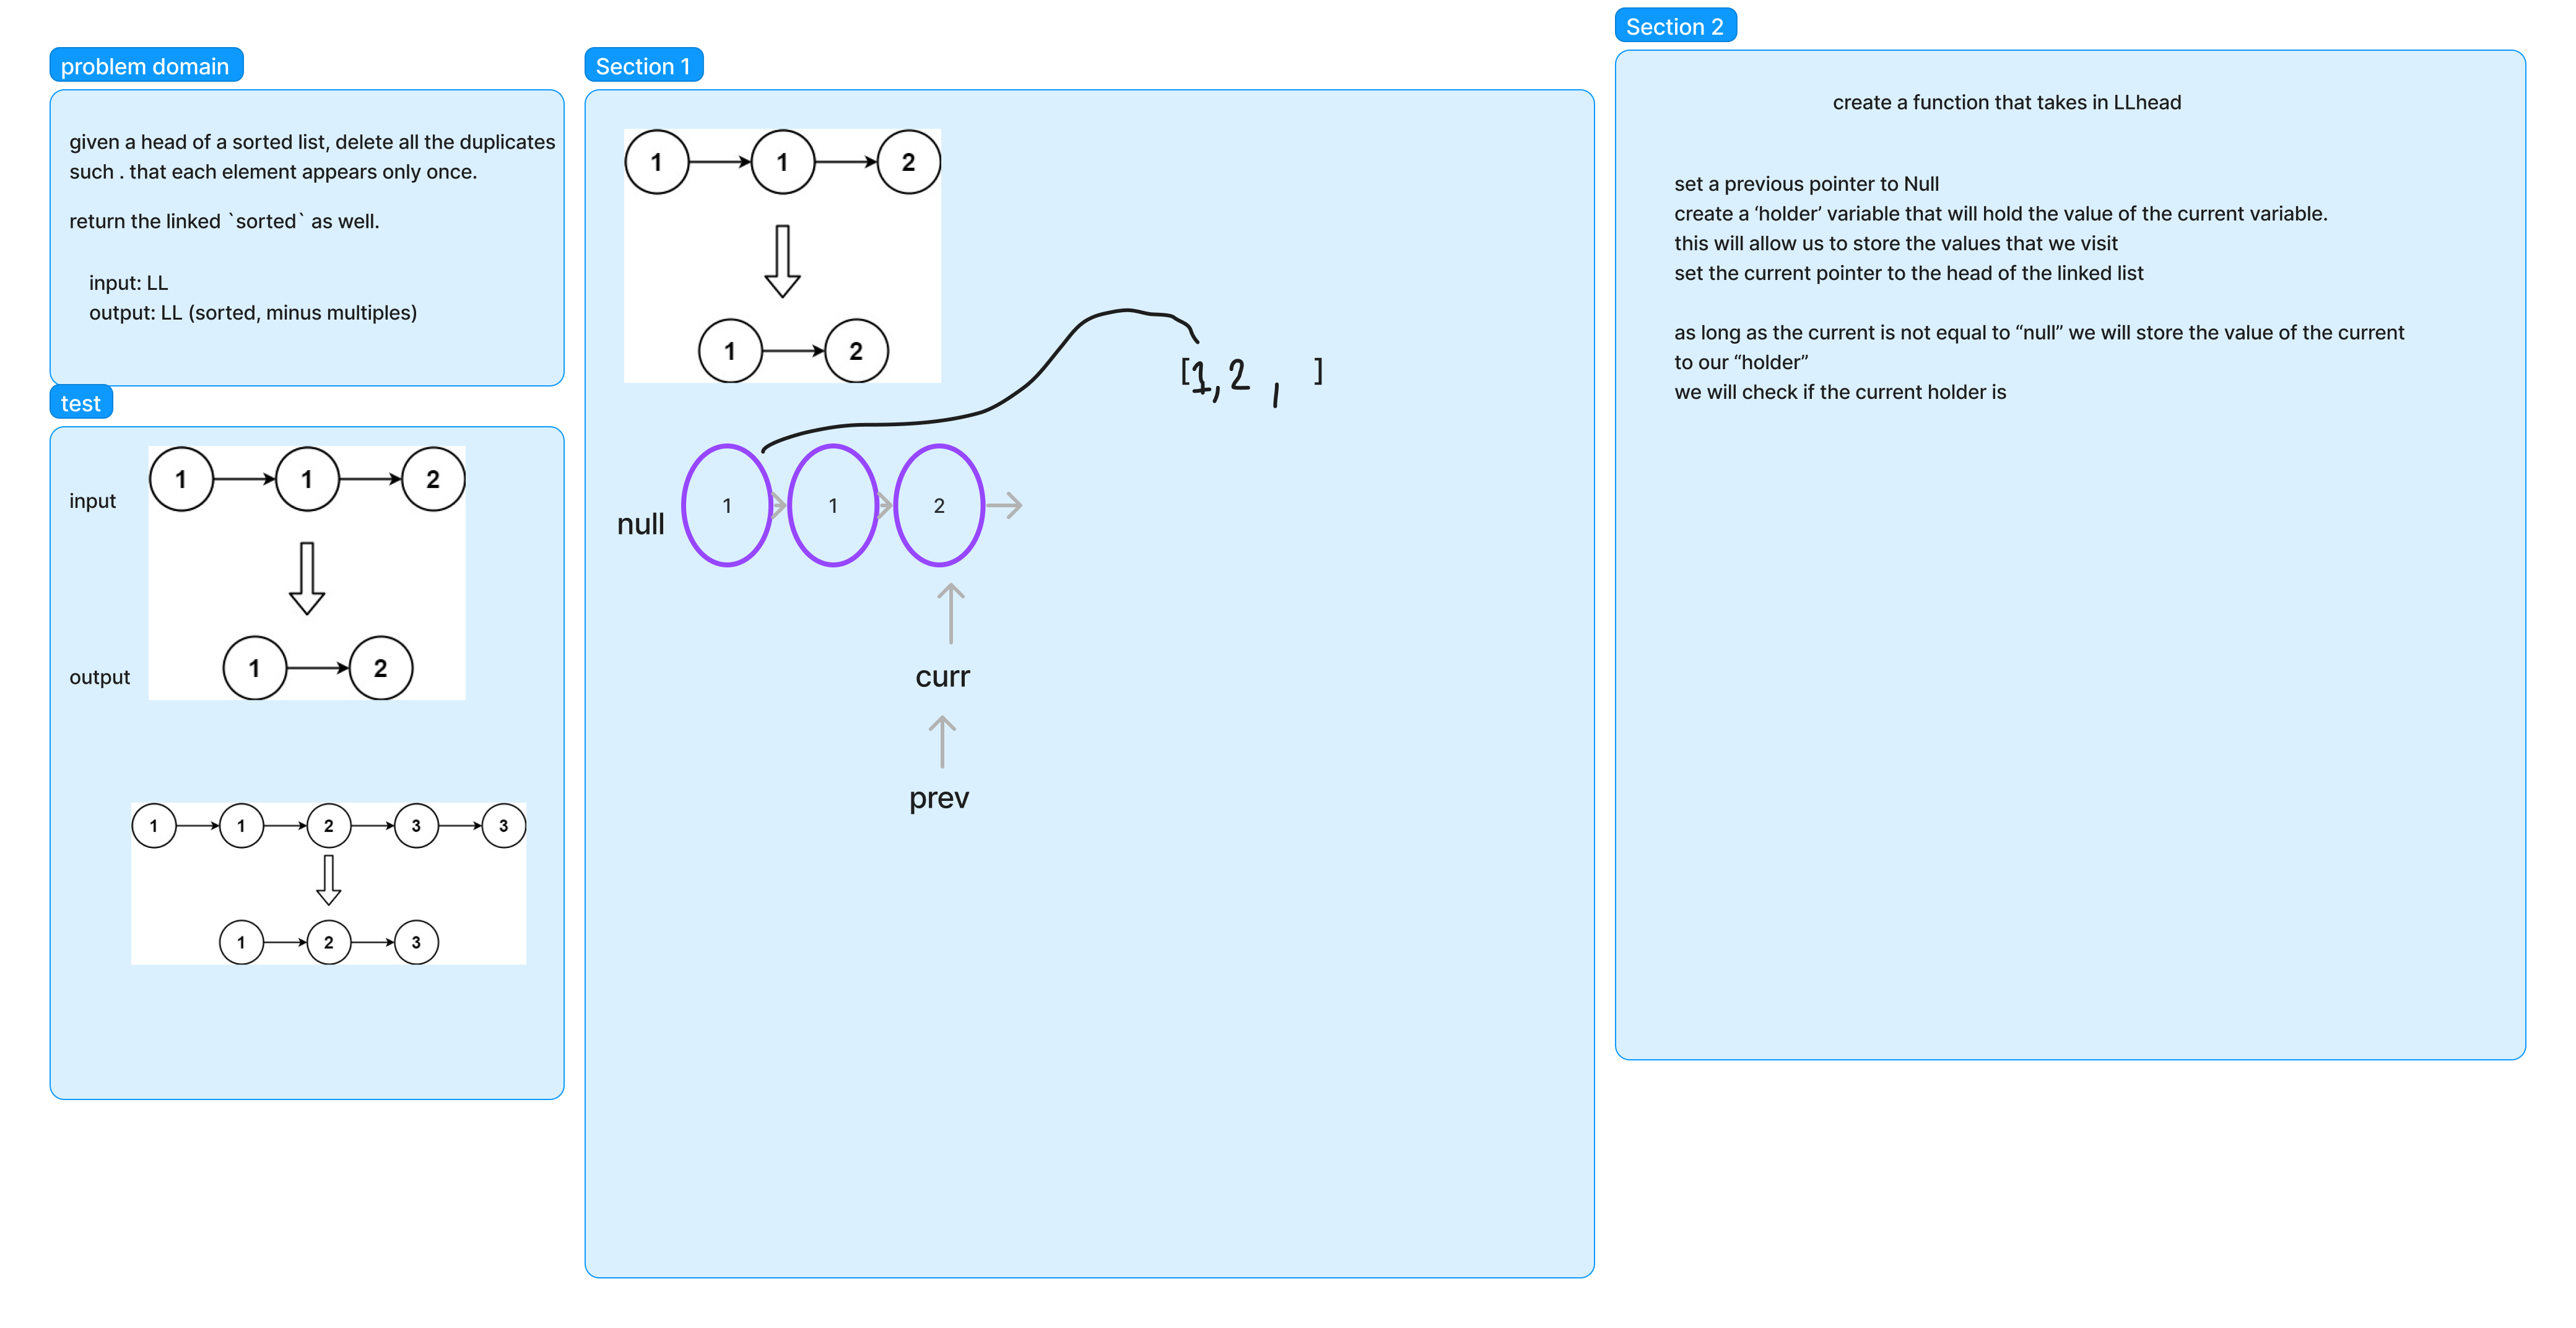 problem domain
given a head of a sorted list, delete all the duplicates
such . that each element appears only once.
return the linked `sorted` as well.
input: LL
output: LL (sorted, minus multiples)
test
input
1 1 2
output
1 2
1 1 2 3 3
1 2 3
Section 1
1 1 2
1 2
[1,2 , ]
null
1 1 2
curr
prev
Section 2
create a function that takes in LLhead
set a previous pointer to Null
create a ‘holder’ variable that will hold the value of the current variable.
this will allow us to store the values that we visit
set the current pointer to the head of the linked list
as long as the current is not equal to “null” we will store the value of the current
to our “holder”
we will check if the current holder is